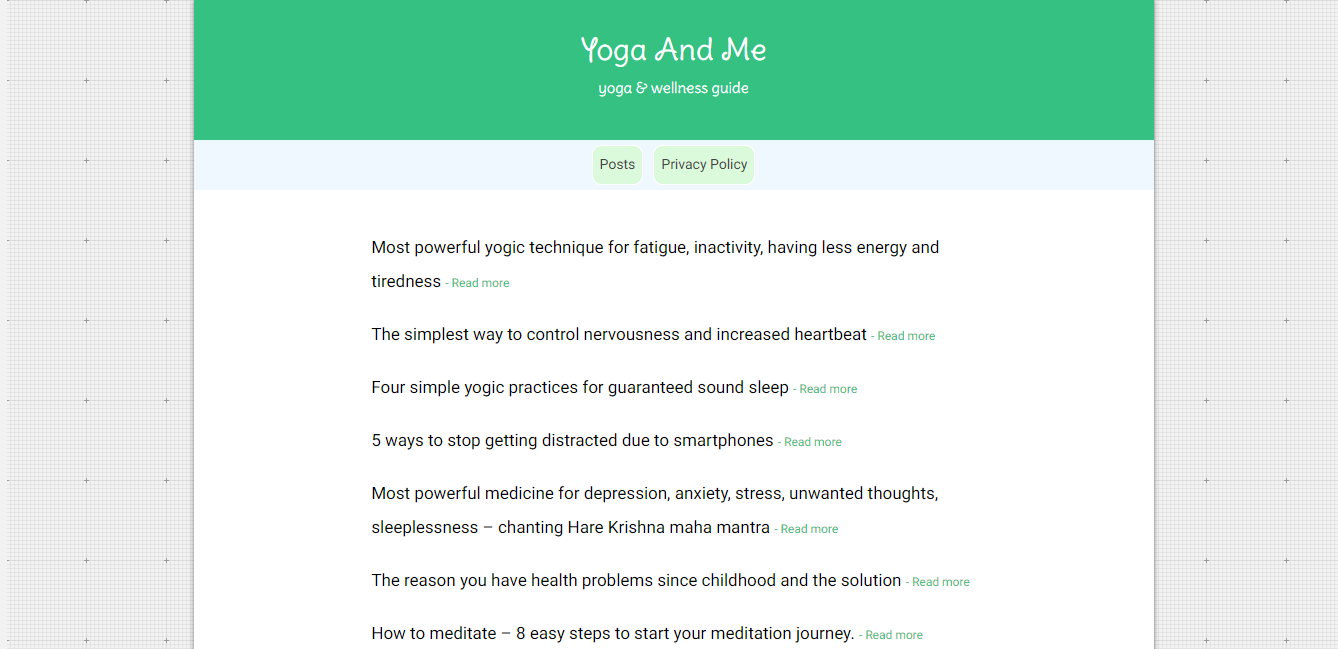 Yoga And Me
yoga & wellness guide
Posts Privacy Policy
Most powerful yogic technique for fatigue, inactivity, having less energy and
tiredness - Read more
The simplest way to control nervousness and increased heartbeat - Read more
Four simple yogic practices for guaranteed sound sleep - Read more
5 ways to stop getting distracted due to smartphones - Read more
Most powerful medicine for depression, anxiety, stress, unwanted thoughts,
sleeplessness – chanting Hare Krishna maha mantra - Read more
The reason you have health problems since childhood and the solution - Read more
How to meditate – 8 easy steps to start your meditation journey. - Read more